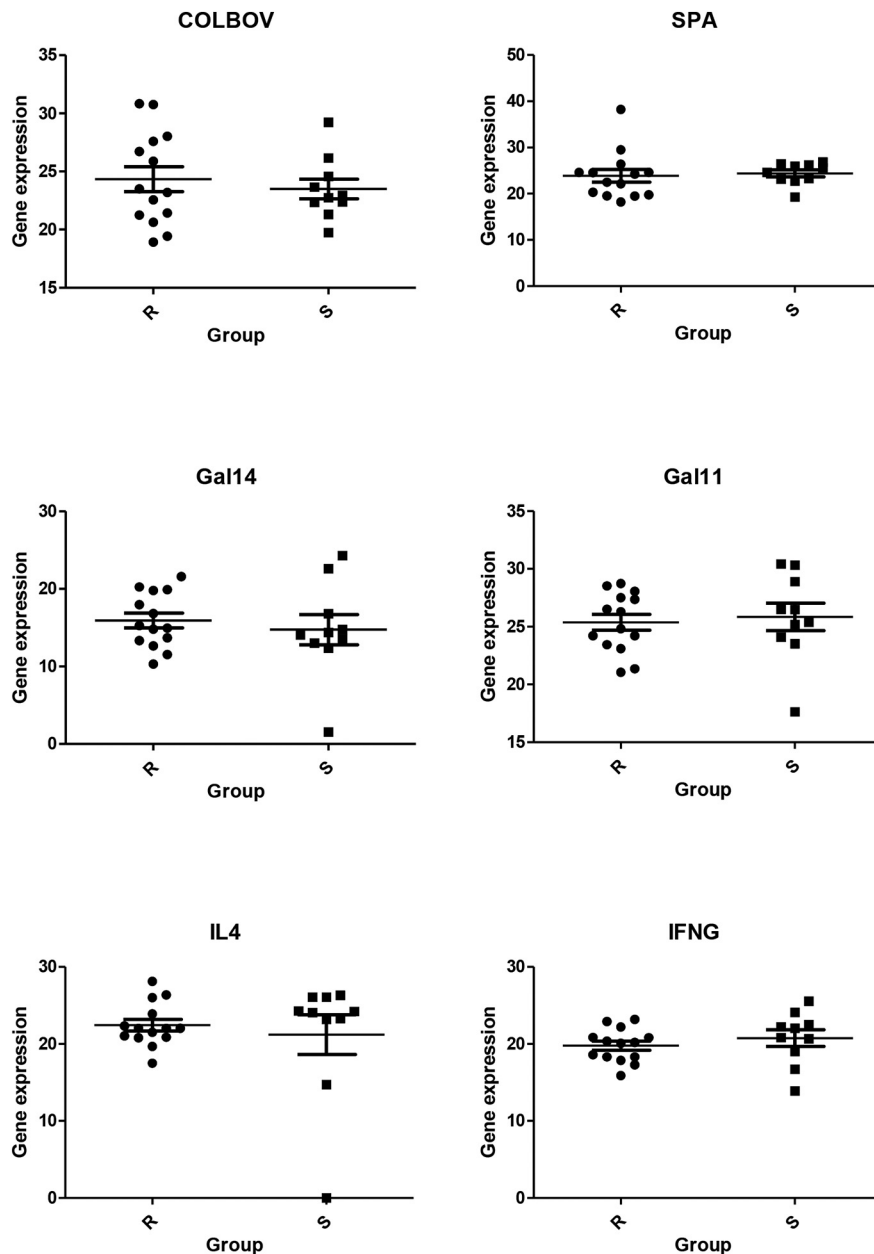 COLBOV
Gene expression
35
30
25
20
15
R
S
Group
SPA
Gene expression
50
40
30
20
10
0
R
S
Group
Gal14
Gene expression
30
20
10
0
R
S
Group
Gal11
Gene expression
35
30
25
20
15
R
S
Group
IL4
Gene expression
30
20
10
0
R
S
Group
IFNG
Gene expression
30
20
10
0
R
S
Group